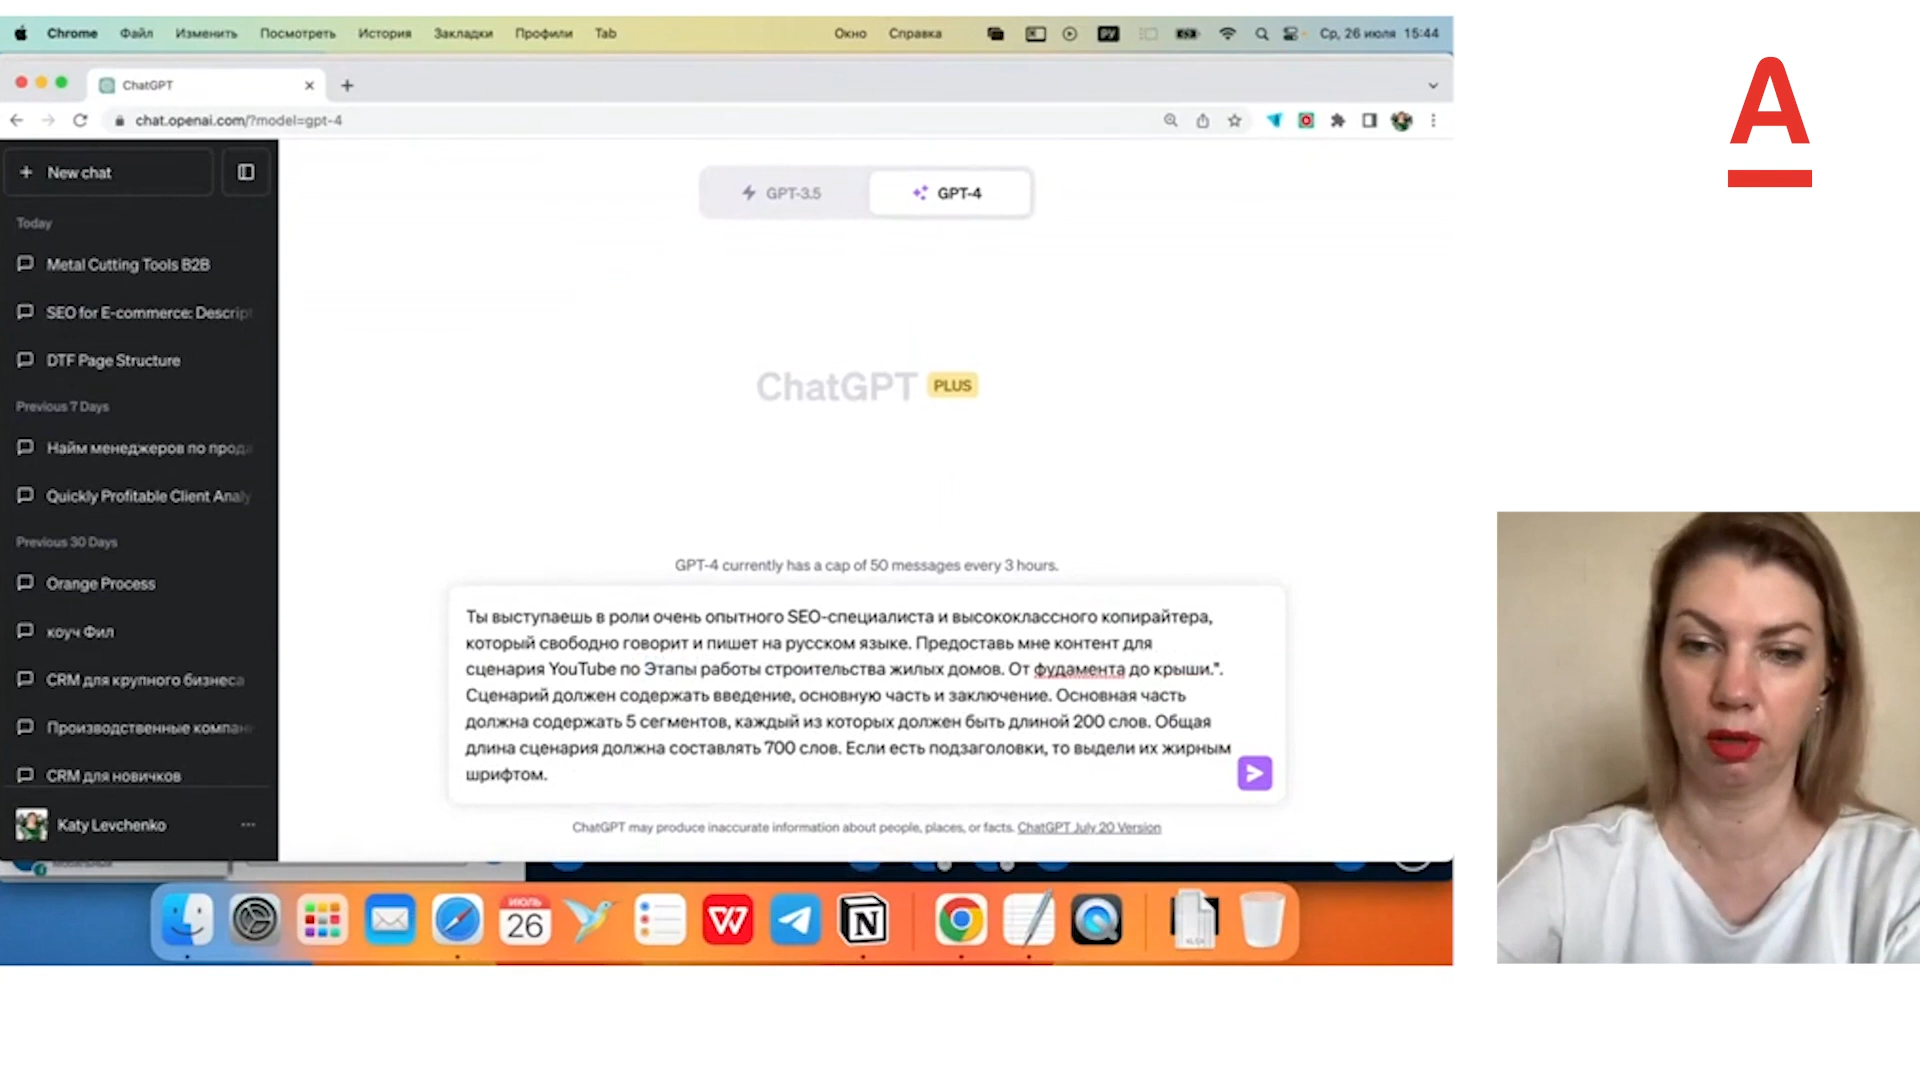 Chrome Файл Изменить Посмотреть История Закладки Профили Tab Окно Справка РУ Ср, 26 июля 15:44
ChatGPT
chat.openai.com/?model=gpt-4
New chat
Today
Metal Cutting Tools B2B
SEO for E-commerce: Descript
DTF Page Structure
Previous 7 Days
Найм менеджеров по прода
Quickly Profitable Client Analy
Previous 30 Days
Orange Process
коуч Фил
CRM для крупного бизнеса
Производственные компан
CRM для новичков
Katy Levchenko
GPT-3.5 GPT-4
ChatGPT PLUS
GPT-4 currently has a cap of 50 messages every 3 hours.
Ты выступаешь в роли очень опытного SEO-специалиста и высококлассного копирайтера,
который свободно говорит и пишет на русском языке. Предоставь мне контент для
сценария YouTube по Этапы работы строительства жилых домов. От фудамента до крыши.".
Сценарий должен содержать введение, основную часть и заключение. Основная часть
должна содержать 5 сегментов, каждый из которых должен быть длиной 200 слов. Общая
длина сценария должна составлять 700 слов. Если есть подзаголовки, то выдели их жирным
шрифтом.
ChatGPT may produce inaccurate information about people, places, or facts. ChatGPT July 20 Version
ИЮЛЬ
26
XLSX
А